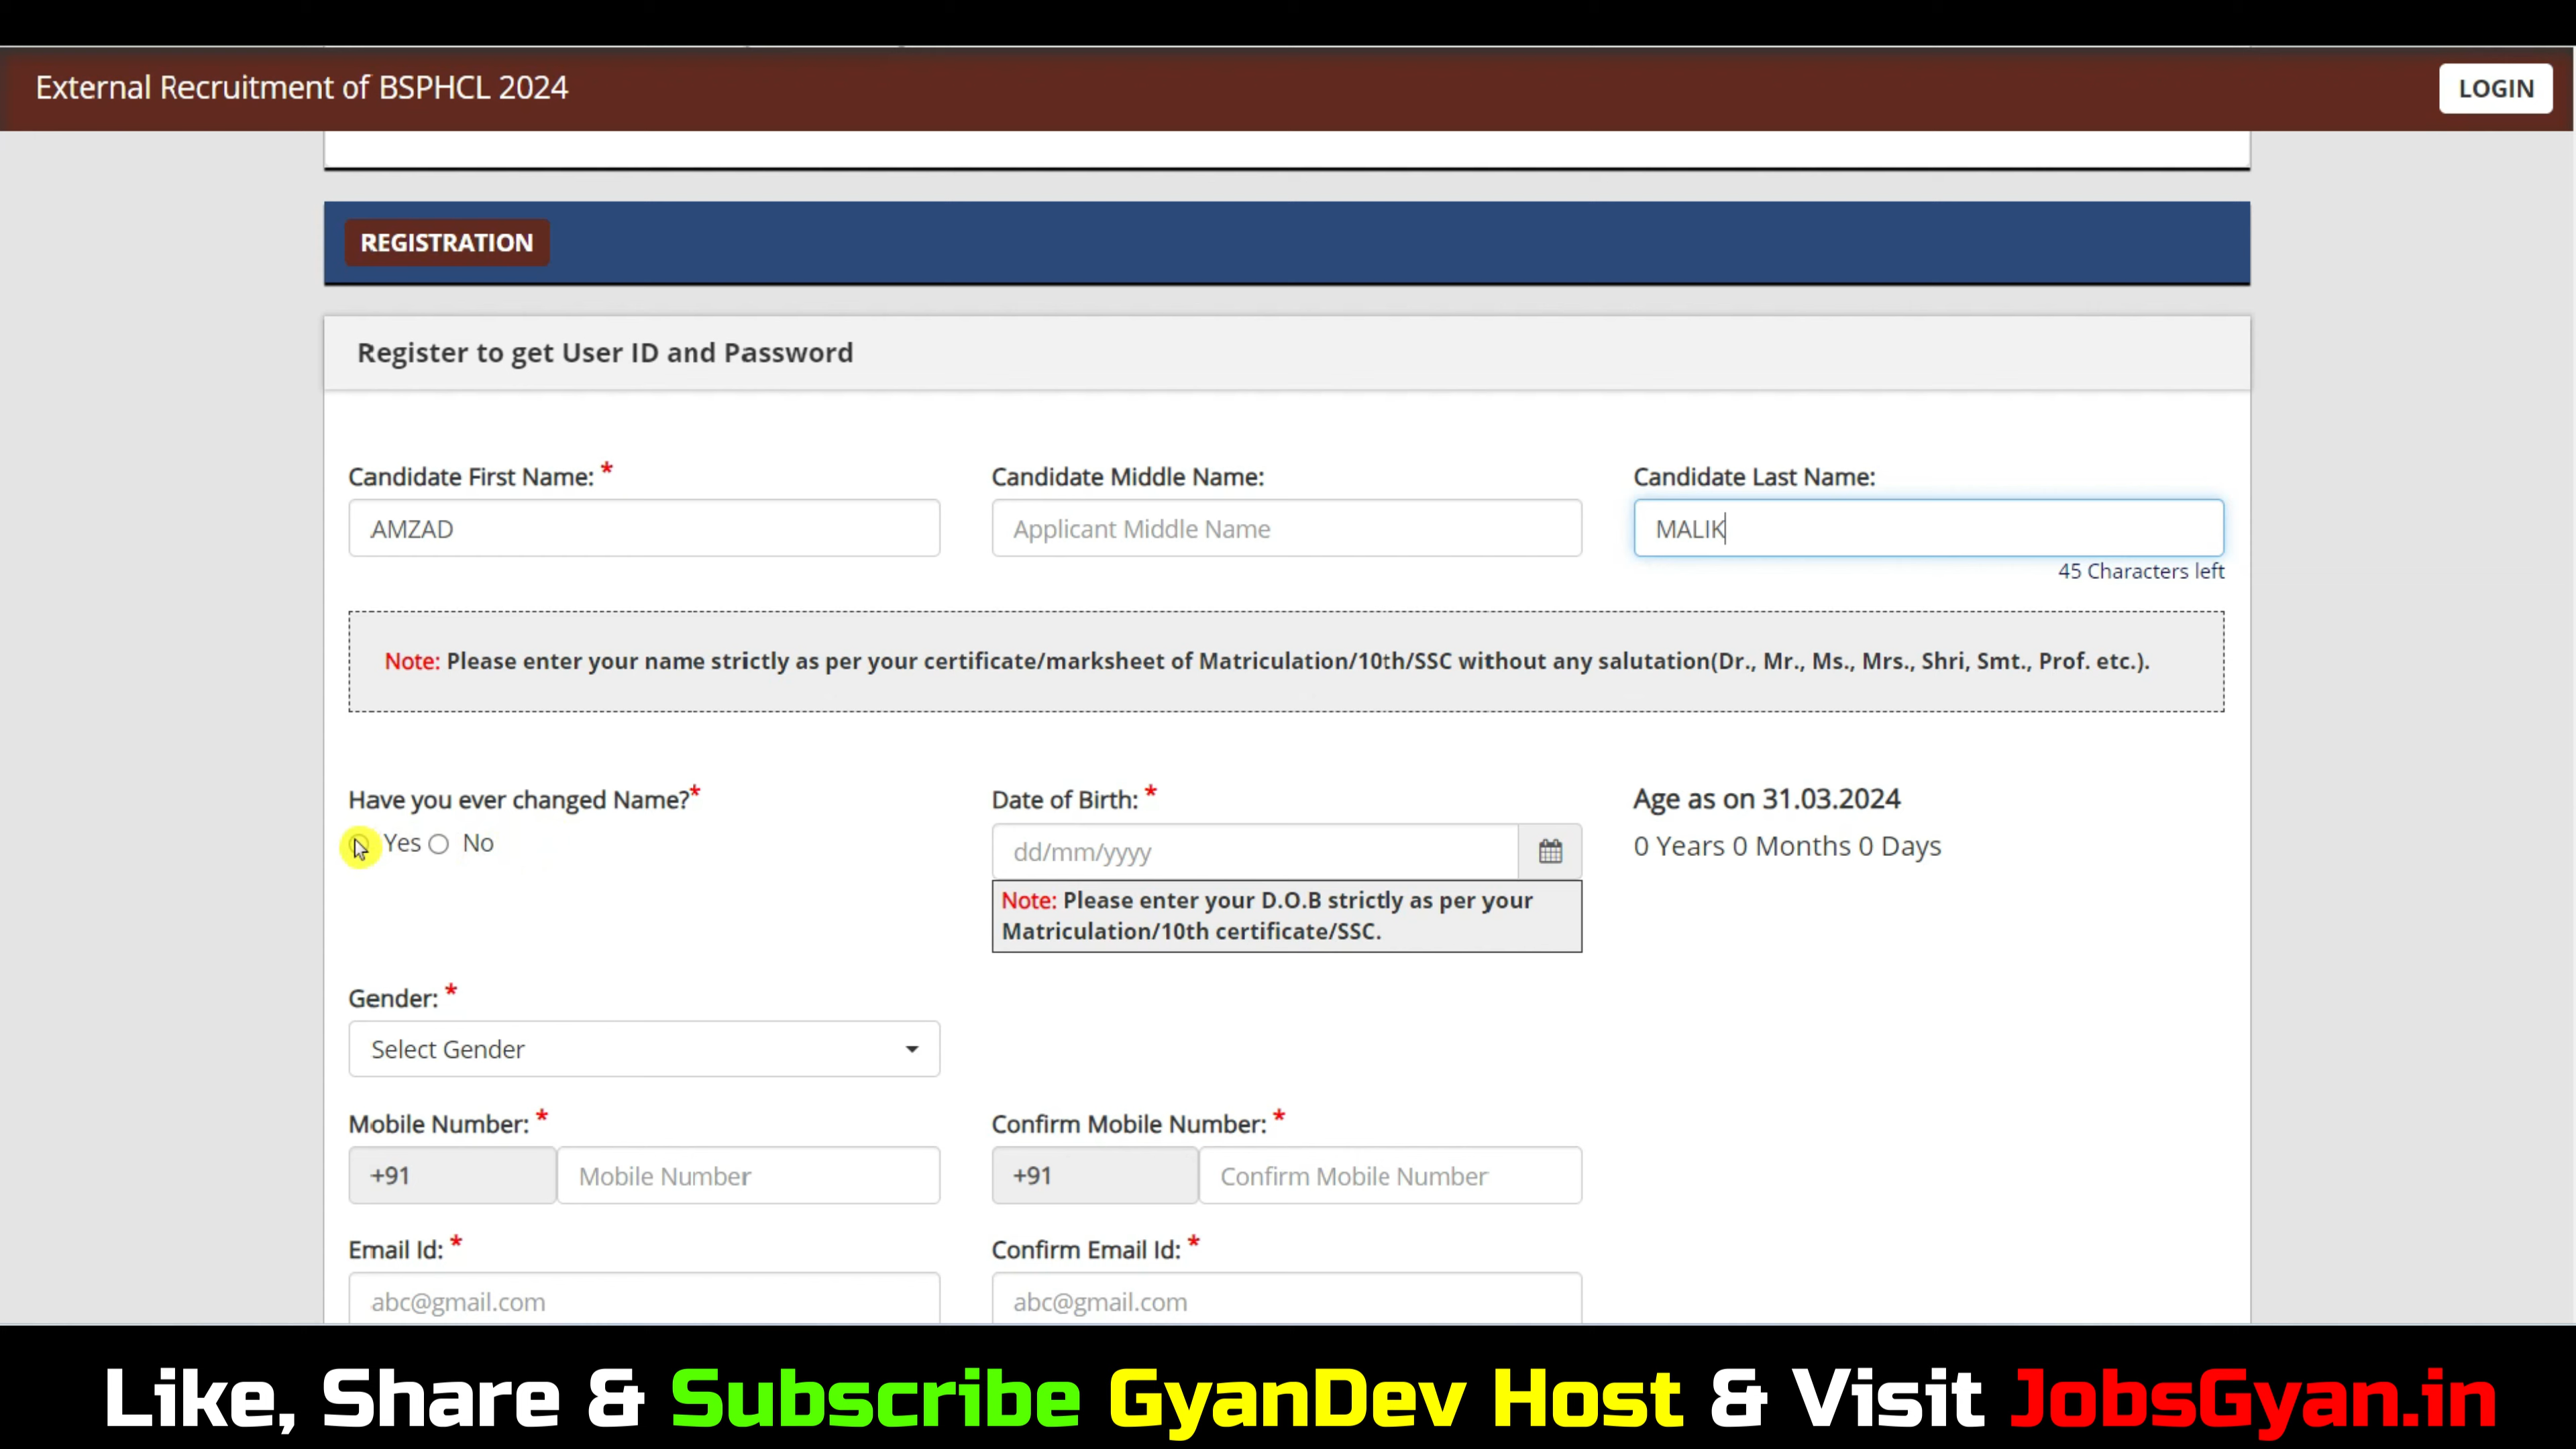 External Recruitment of BSPHCL 2024
LOGIN
REGISTRATION
Register to get User ID and Password
Candidate First Name: *
Candidate Middle Name:
Candidate Last Name:
AMZAD
Applicant Middle Name
MALIK
45 Characters left
Note: Please enter your name strictly as per your certificate/marksheet of Matriculation/10th/SSC without any salutation(Dr., Mr., Ms., Mrs., Shri, Smt., Prof. etc.).
Have you ever changed Name?*
Yes
No
Date of Birth: *
dd/mm/yyyy
Note: Please enter your D.O.B strictly as per your
Matriculation/10th certificate/SSC.
Age as on 31.03.2024
0 Years 0 Months 0 Days
Gender: *
Select Gender
Mobile Number: *
+91
Mobile Number
Confirm Mobile Number: *
+91
Confirm Mobile Number
Email Id: *
abc@gmail.com
Confirm Email Id: *
abc@gmail.com
Like, Share & Subscribe GyanDev Host & Visit JobsGyan.in